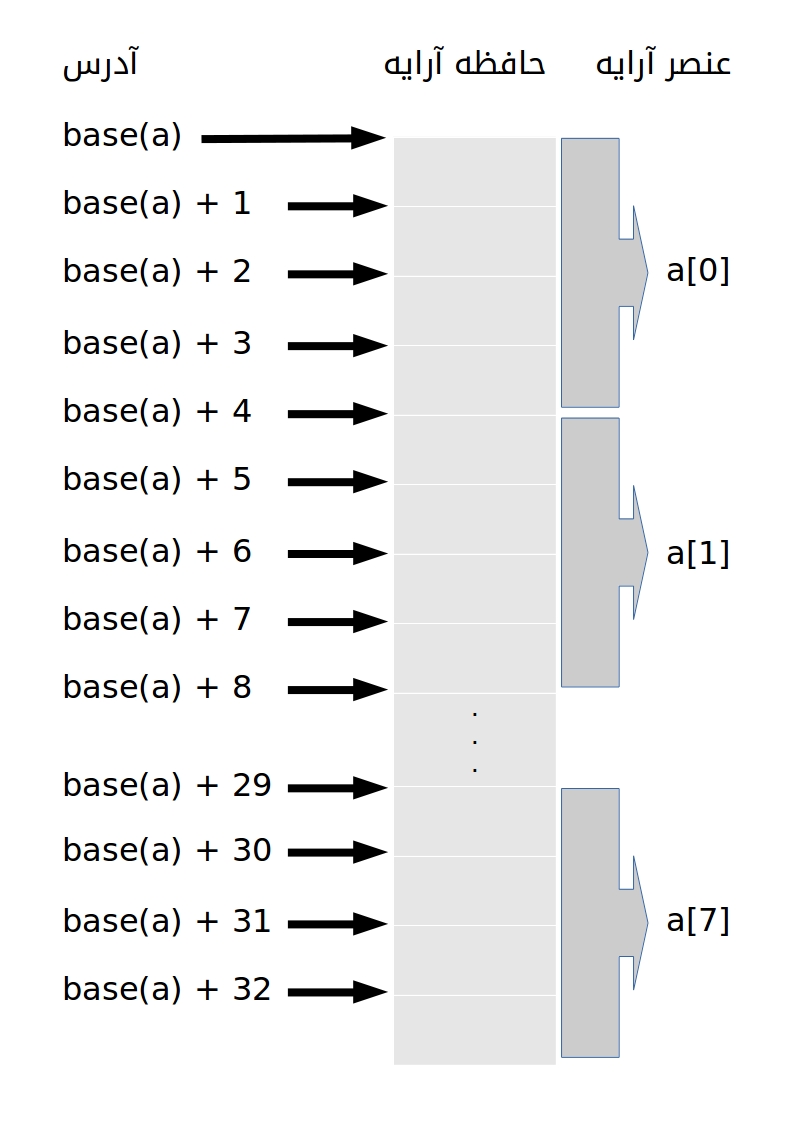 عنصر آرایه حافظه آرایه آدرس
base(a)
base(a) + 1
base(a) + 2
a[0]
base(a) + 3
base(a) + 4
base(a) + 5
base(a) + 6
a[1]
base(a) + 7
base(a) + 8
.
.
.
base(a) + 29
base(a) + 30
base(a) + 31
a[7]
base(a) + 32